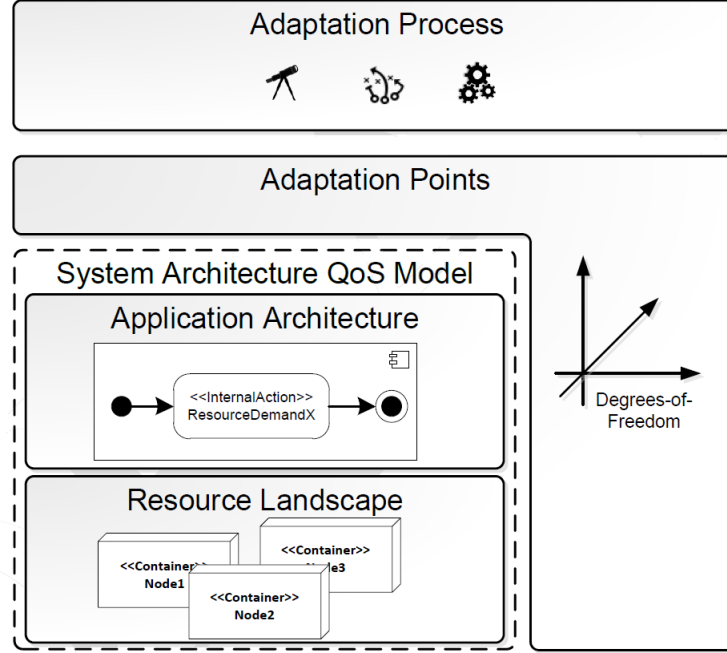 Adaptation Process
Adaptation Points
System Architecture QoS Model
Application Architecture
<<InternalAction>>
ResourceDemandX
Degrees-of-
Freedom
Resource Landscape
<<Container>>
Node1
<<Container>>
Node3
<<Container>>
Node2